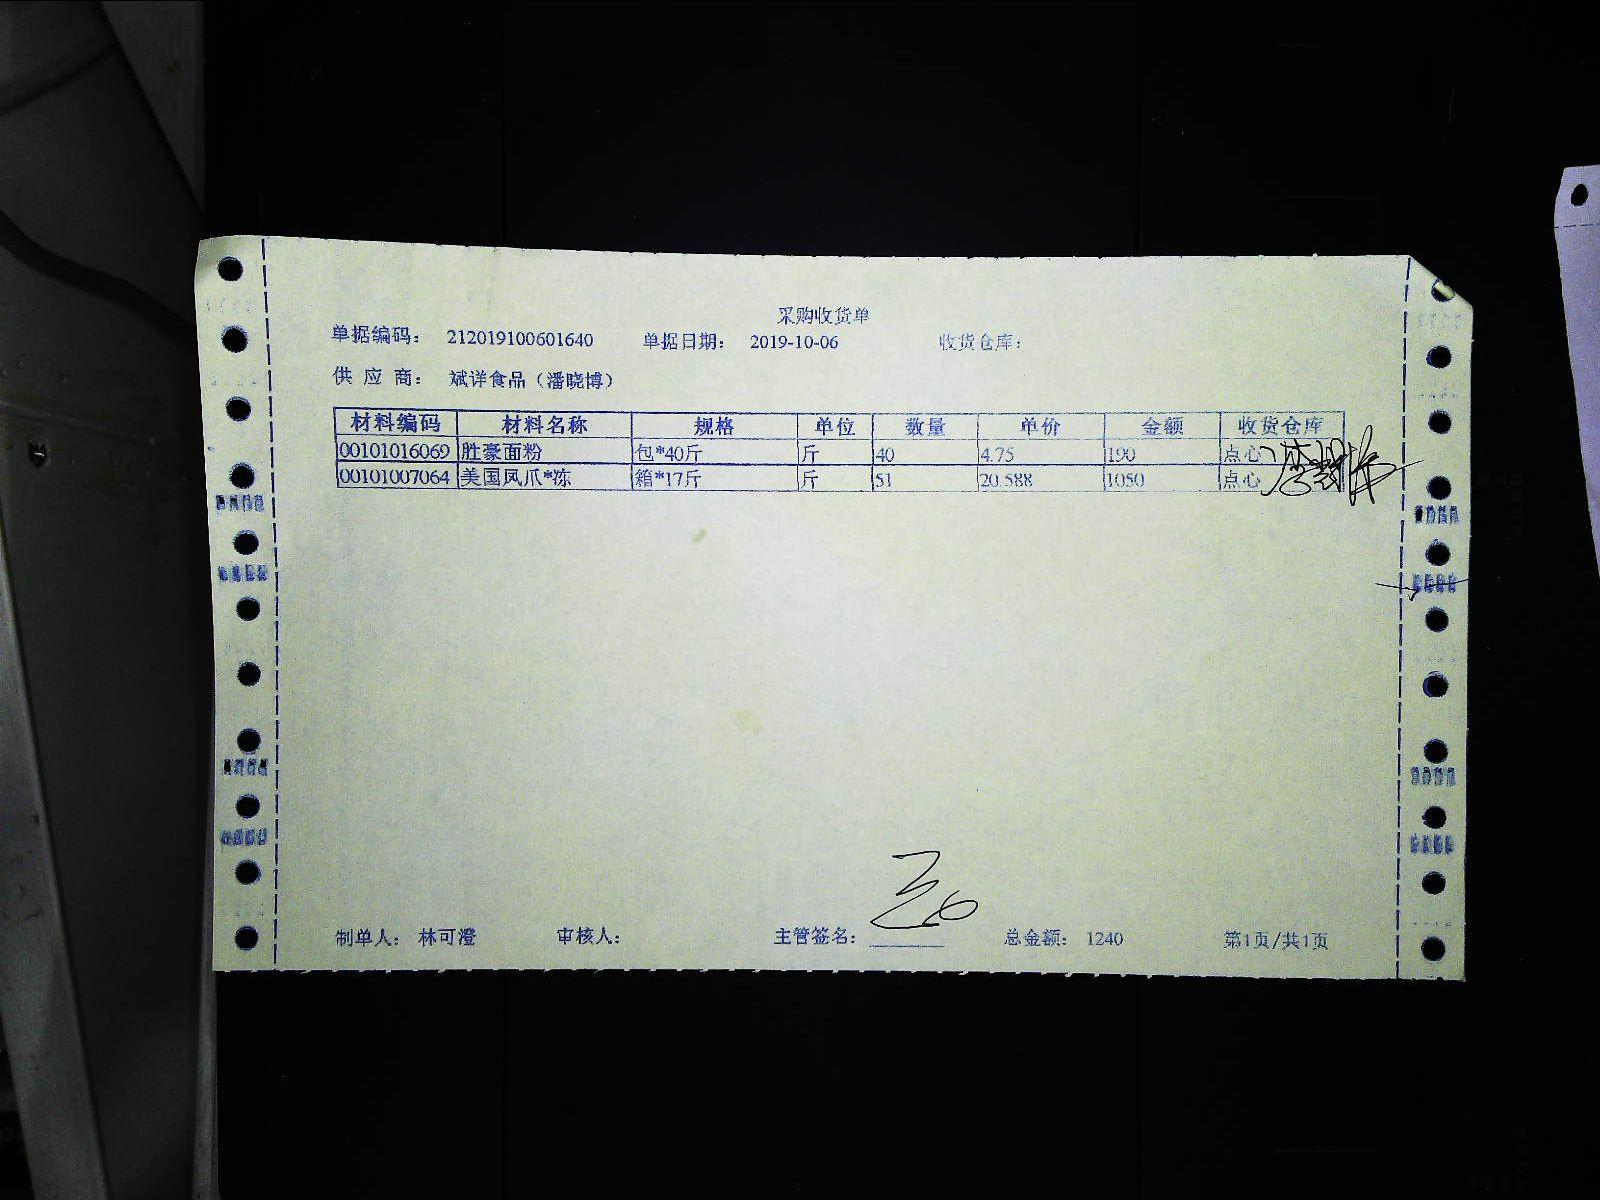 采购收货单
单据编码： 212019100601640 单据日期： 2019-10-06 收货仓库：
供 应 商： 斌详食品（潘晓博）
材料编码 材料名称 规格 单位 数量 单价 金额 收货仓库
00101016069 胜豪面粉 包*40斤 斤 40 4.75 190 点心
00101007064 美国凤爪*冻 箱*17斤 斤 51 20.588 1050 点心
制单人： 林可澄 审核人： 主管签名： 总金额： 1240 第1页/共1页